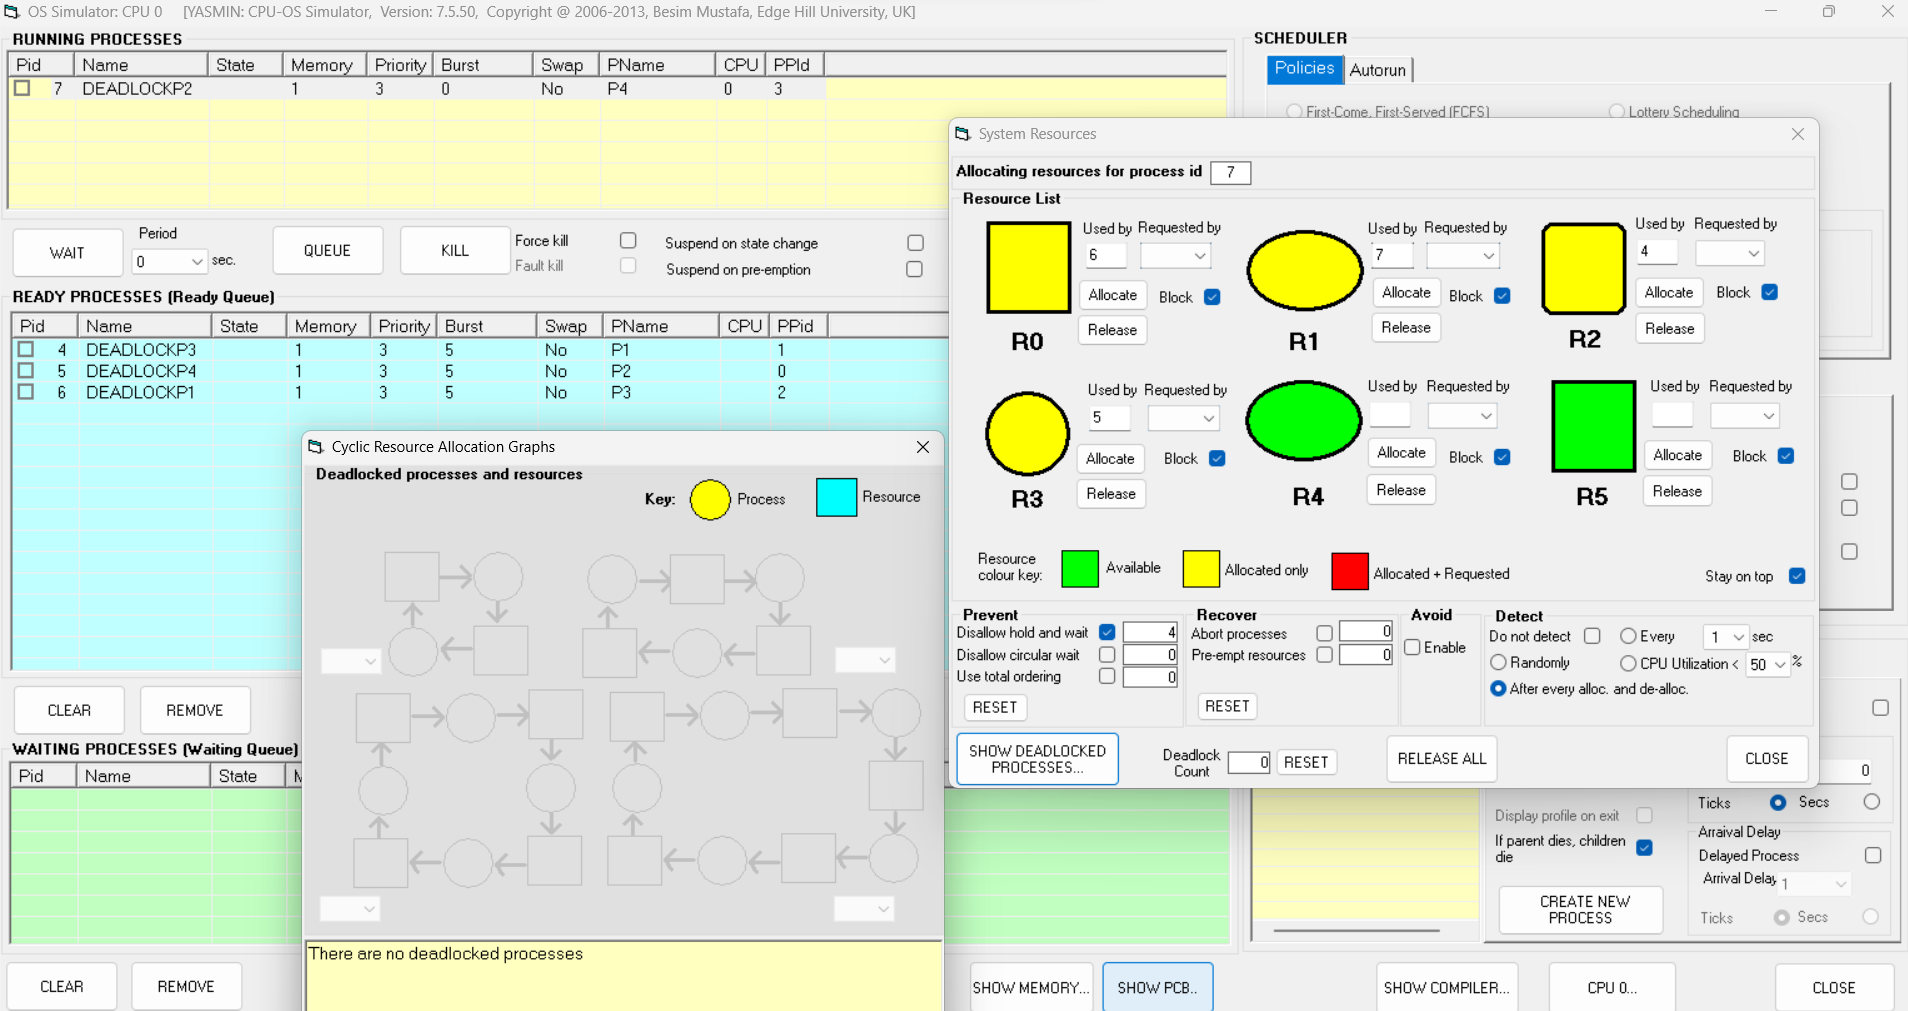 OS Simulator: CPU 0 [YASMIN: CPU-OS Simulator, Version: 7.5.50, Copyright @ 2006-2013, Besim Mustafa, Edge Hill University, UK]
RUNNING PROCESSES
Pid Name State Memory Priority Burst Swap PName CPU PPId
7 DEADLOCKP2 1 3 0 No P4 0 3
WAIT
Period
0 sec.
QUEUE
KILL
Force kill
Fault kill
Suspend on state change
Suspend on pre-emption
READY PROCESSES (Ready Queue)
Pid Name State Memory Priority Burst Swap PName CPU PPid
4 DEADLOCKP3 1 3 5 No P1 1
5 DEADLOCKP4 1 3 5 No P2 0
6 DEADLOCKP1 1 3 5 No P3 2
CLEAR
REMOVE
WAITING PROCESSES (Waiting Queue)
Pid Name State M
CLEAR
REMOVE
Cyclic Resource Allocation Graphs
Deadlocked processes and resources
Key: Process Resource
There are no deadlocked processes
SCHEDULER
Policies Autorun
First-Come, First-Served (FCFS) Lottery Scheduling
System Resources
Allocating resources for process id 7
Resource List
Used by Requested by
6
Allocate Block
Release
R0
Used by Requested by
7
Allocate Block
Release
R1
Used by Requested by
4
Allocate Block
Release
R2
Used by Requested by
5
Allocate Block
Release
R3
Used by Requested by
Allocate Block
Release
R4
Used by Requested by
Allocate Block
Release
R5
Resource
colour key:
Available
Allocated only
Allocated + Requested
Stay on top
Prevent
Disallow hold and wait 4
Disallow circular wait 0
Use total ordering 0
RESET
Recover
Abort processes 0
Pre-empt resources 0
RESET
Avoid
Enable
Detect
Do not detect Every 1 sec
Randomly CPU Utilization < 50 %
After every alloc. and de-alloc.
SHOW DEADLOCKED
PROCESSES...
Deadlock
Count 0
RESET
RELEASE ALL
CLOSE
0
Ticks Secs
Display profile on exit
If parent dies, children
die
Arraival Delay
Delayed Process
Arrival Delay 1
Ticks Secs
CREATE NEW
PROCESS
SHOW MEMORY...
SHOW PCB..
SHOW COMPILER...
CPU 0...
CLOSE